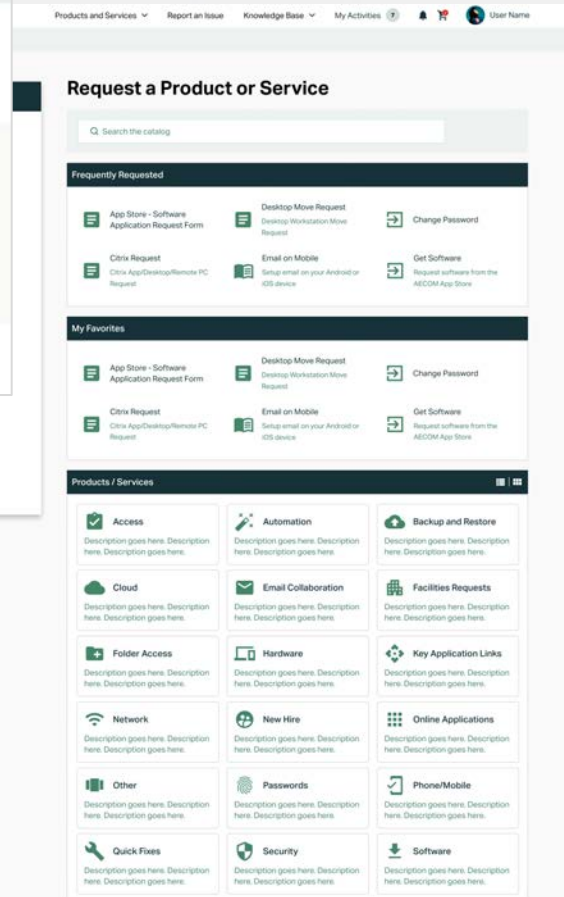 Products and Services
Report an Issue
Knowledge Base
My Activities
7
User Name
Request a Product or Service
Search the catalog
Frequently Requested
App Store - Software
Application Request Form
Desktop Move Request
Desktop Workstation Move
Request
Change Password
Citrix Request
Citrix App/Desktop/Remote PC
Request
Email on Mobile
Setup email on your Android or
iOS device
Get Software
Request software from the
AECOM App Store
My Favorites
App Store - Software
Application Request Form
Desktop Move Request
Desktop Workstation Move
Request
Change Password
Citrix Request
Citrix App/Desktop/Remote PC
Request
Email on Mobile
Setup email on your Android or
iOS device
Get Software
Request software from the
AECOM App Store
Products / Services
Access
Description goes here. Description
here. Description goes here.
Automation
Description goes here. Description
here. Description goes here.
Backup and Restore
Description goes here. Description
here. Description goes here.
Cloud
Description goes here. Description
here. Description goes here.
Email Collaboration
Description goes here. Description
here. Description goes here.
Facilities Requests
Description goes here. Description
here. Description goes here.
Folder Access
Description goes here. Description
here. Description goes here.
Hardware
Description goes here. Description
here. Description goes here.
Key Application Links
Description goes here. Description
here. Description goes here.
Network
Description goes here. Description
here. Description goes here.
New Hire
Description goes here. Description
here. Description goes here.
Online Applications
Description goes here. Description
here. Description goes here.
Other
Description goes here. Description
here. Description goes here.
Passwords
Description goes here. Description
here. Description goes here.
Phone/Mobile
Description goes here. Description
here. Description goes here.
Quick Fixes
Description goes here. Description
here. Description goes here.
Security
Description goes here. Description
here. Description goes here.
Software
Description goes here. Description
here. Description goes here.